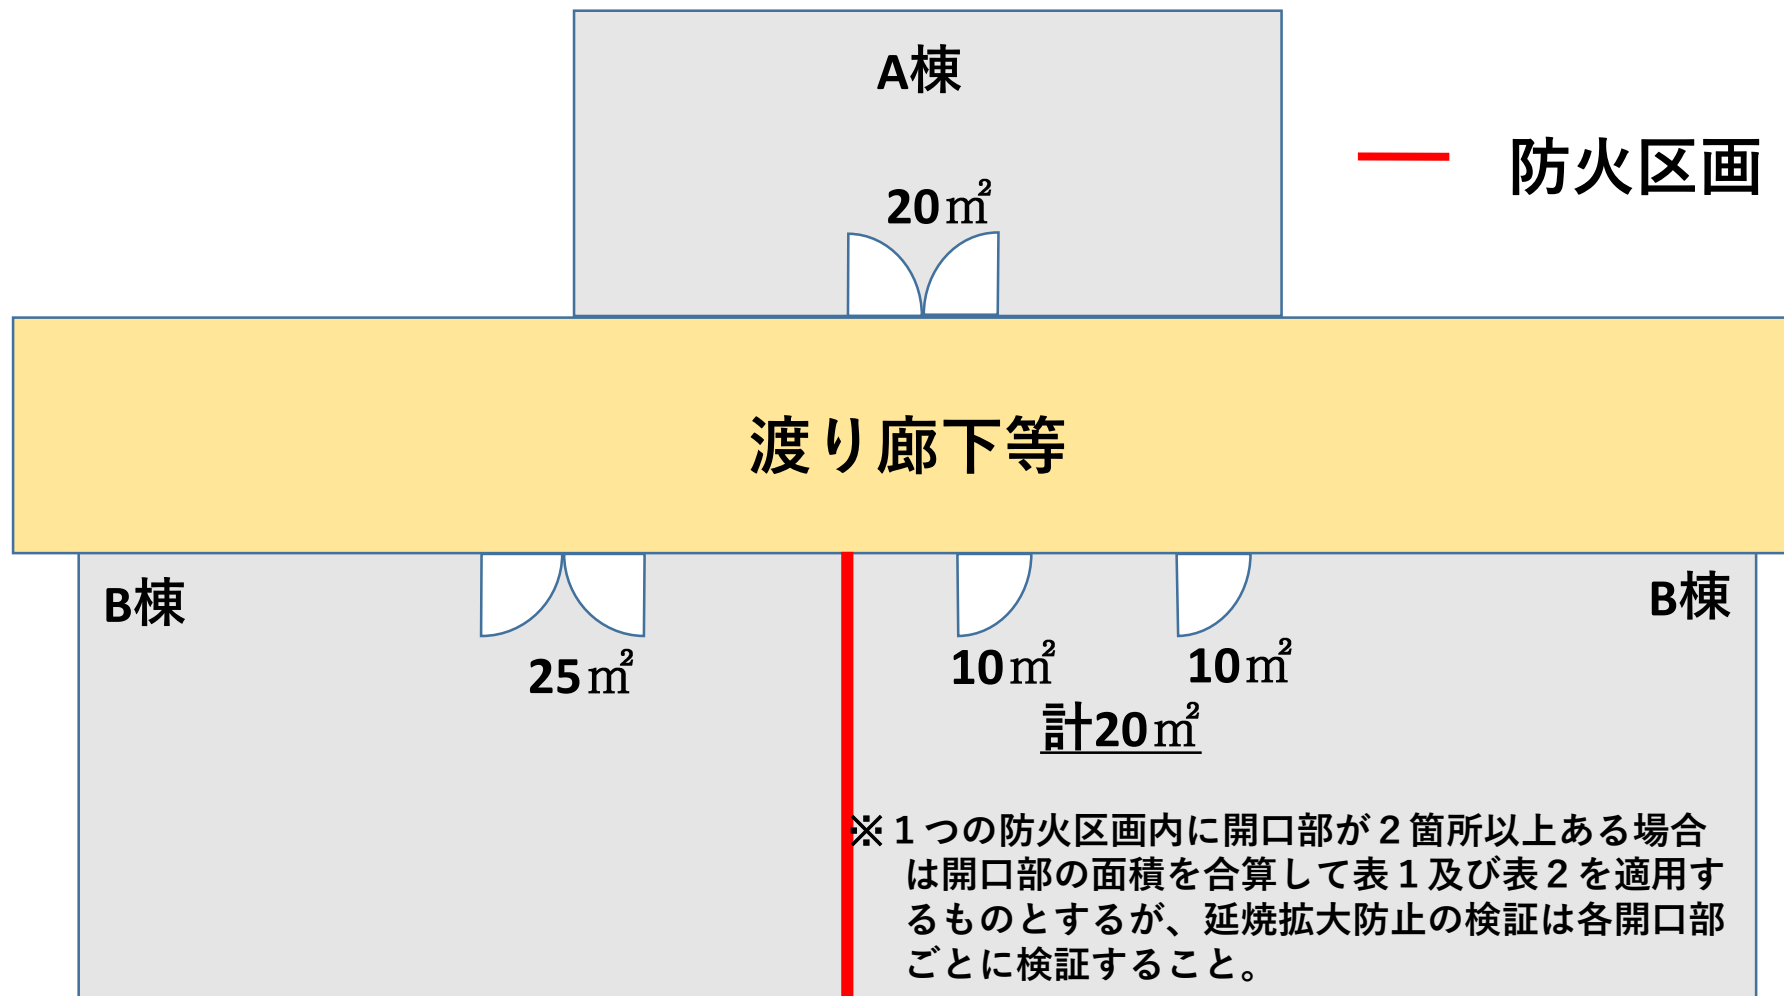 A棟
防火区画
20㎡
渡り廊下等
B棟
B棟
25㎡
10㎡
10㎡
計20㎡
※１つの防火区画内に開口部が２箇所以上ある場合
は開口部の面積を合算して表１及び表２を適用す
るものとするが、延焼拡大防止の検証は各開口部
ごとに検証すること。